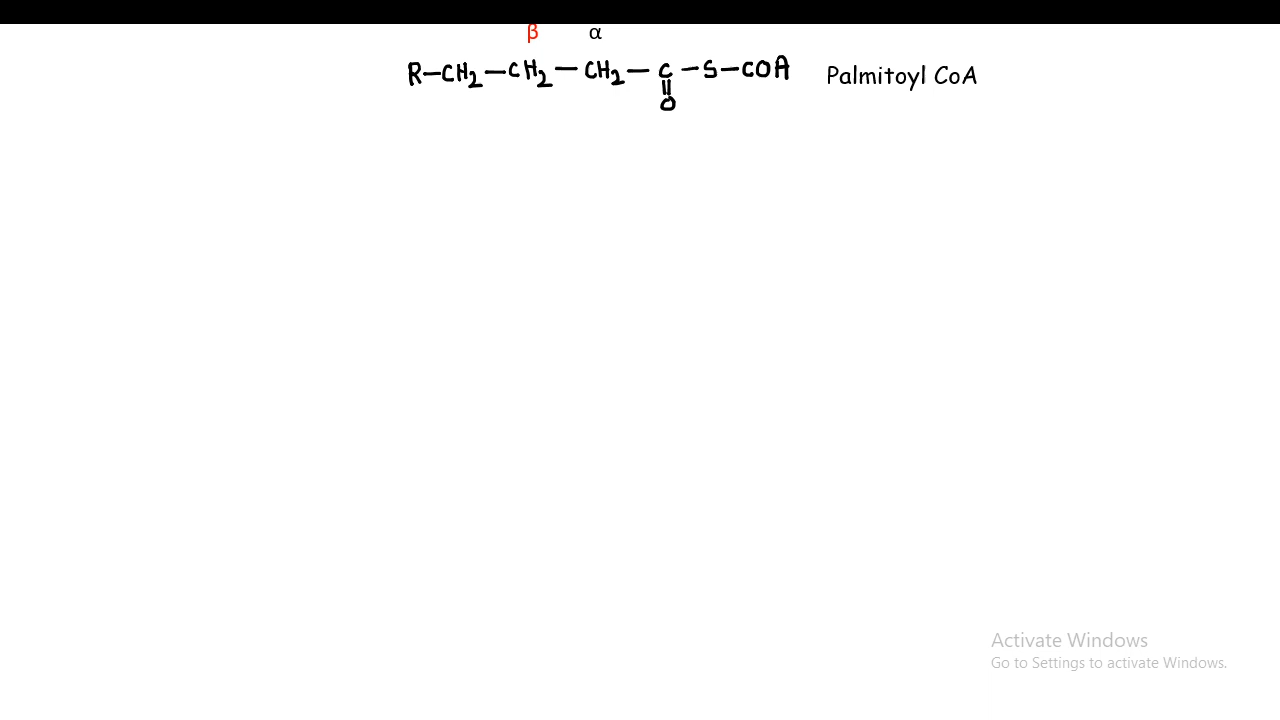 β α
R-CH2-CH2-CH2-C-S-COA Palmitoyl CoA
O
Activate Windows
Go to Settings to activate Windows.